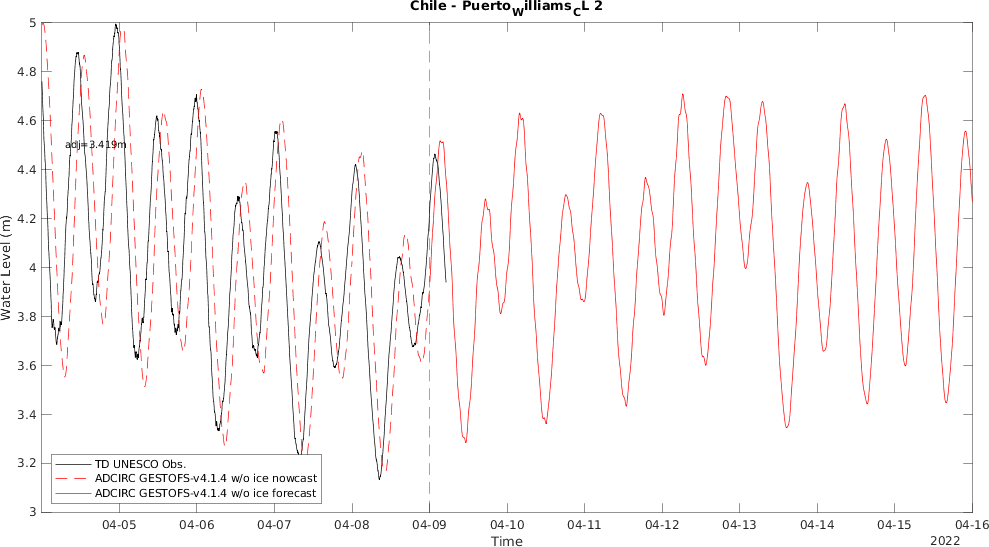 Chile - Puerto_Williams_CL 2
5
4.8
4.6
4.4
4.2
4
3.8
3.6
3.4
3.2
3
Water Level (m)
adj=3.419m
TD UNESCO Obs.
ADCIRC GESTOFS-v4.1.4 w/o ice nowcast
ADCIRC GESTOFS-v4.1.4 w/o ice forecast
04-05 04-06 04-07 04-08 04-09 04-10 04-11 04-12 04-13 04-14 04-15 04-16
Time
2022